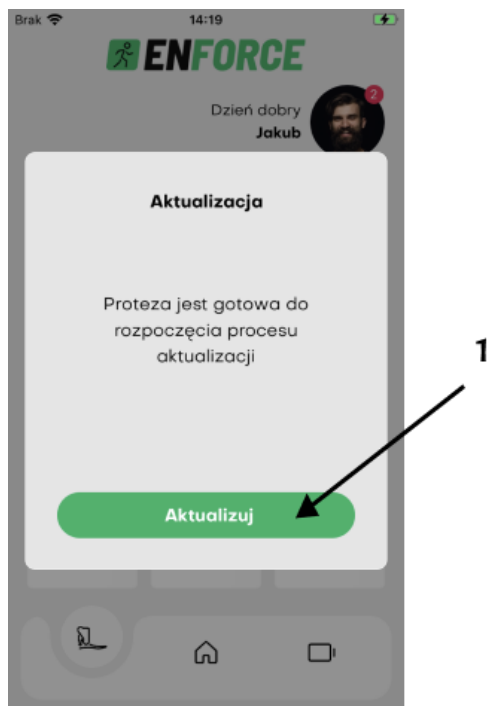 Brak 14:19
ENFORCE
Dzień dobry
2
Jakub
Aktualizacja
Proteza jest gotowa do
rozpoczęcia procesu
aktualizacji
1
Aktualizuj